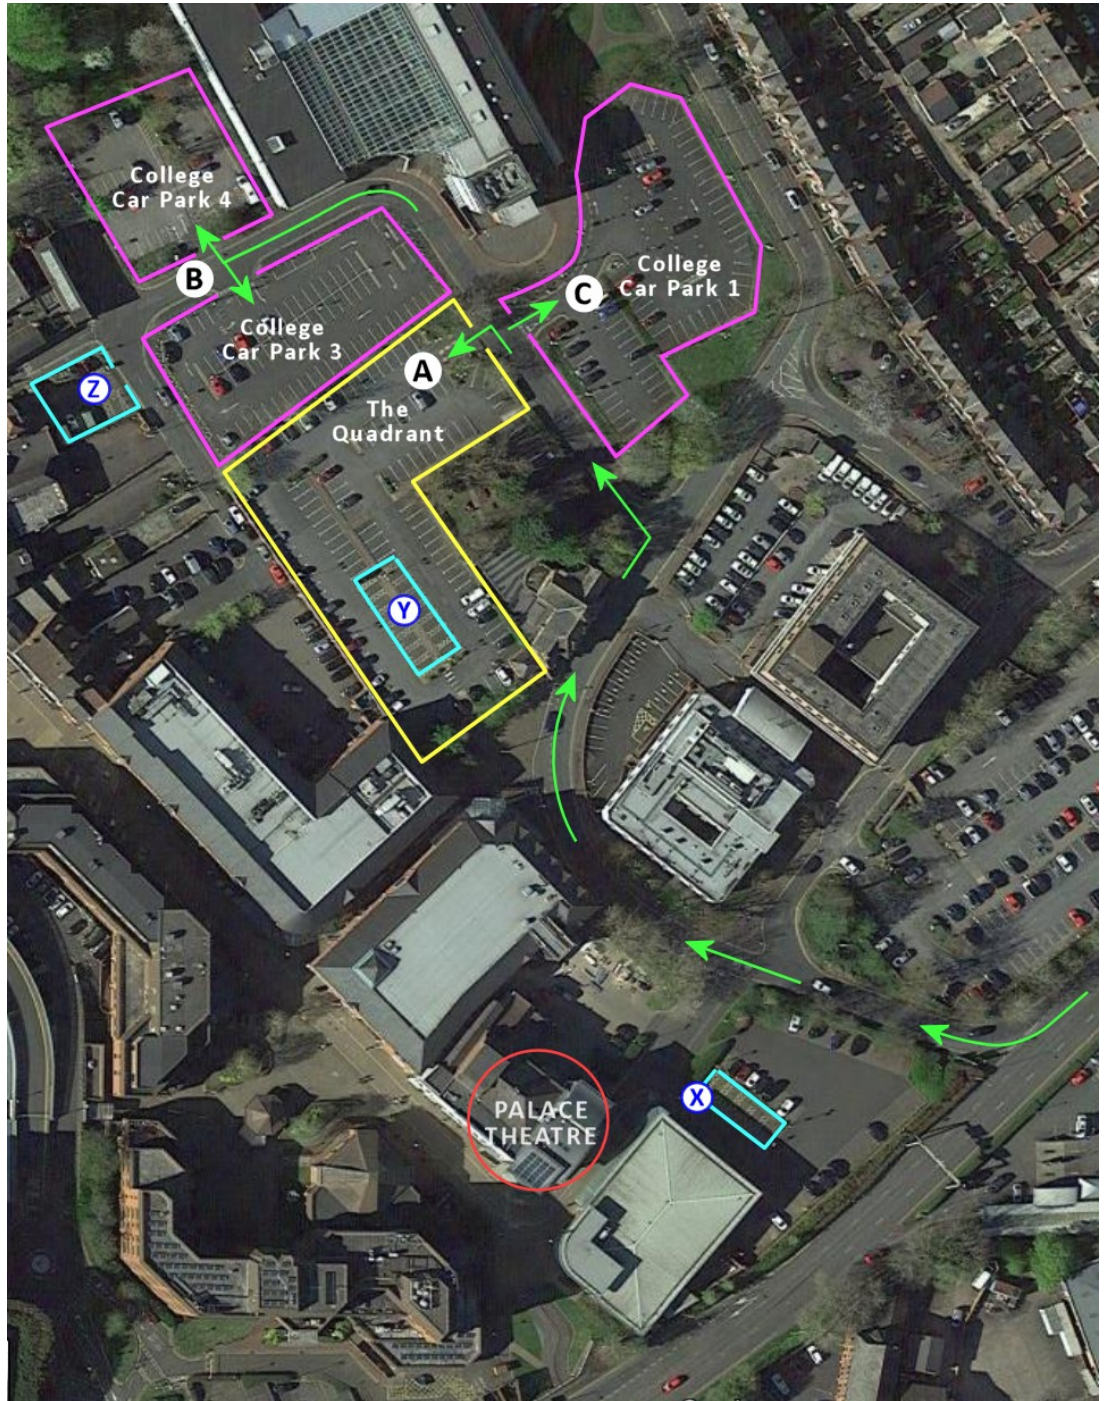 College
Car Park 4
B
C
College
Car Park 1
College
Car Park 3
A
Z
The
Quadrant
Y
X
PALACE
THEATRE